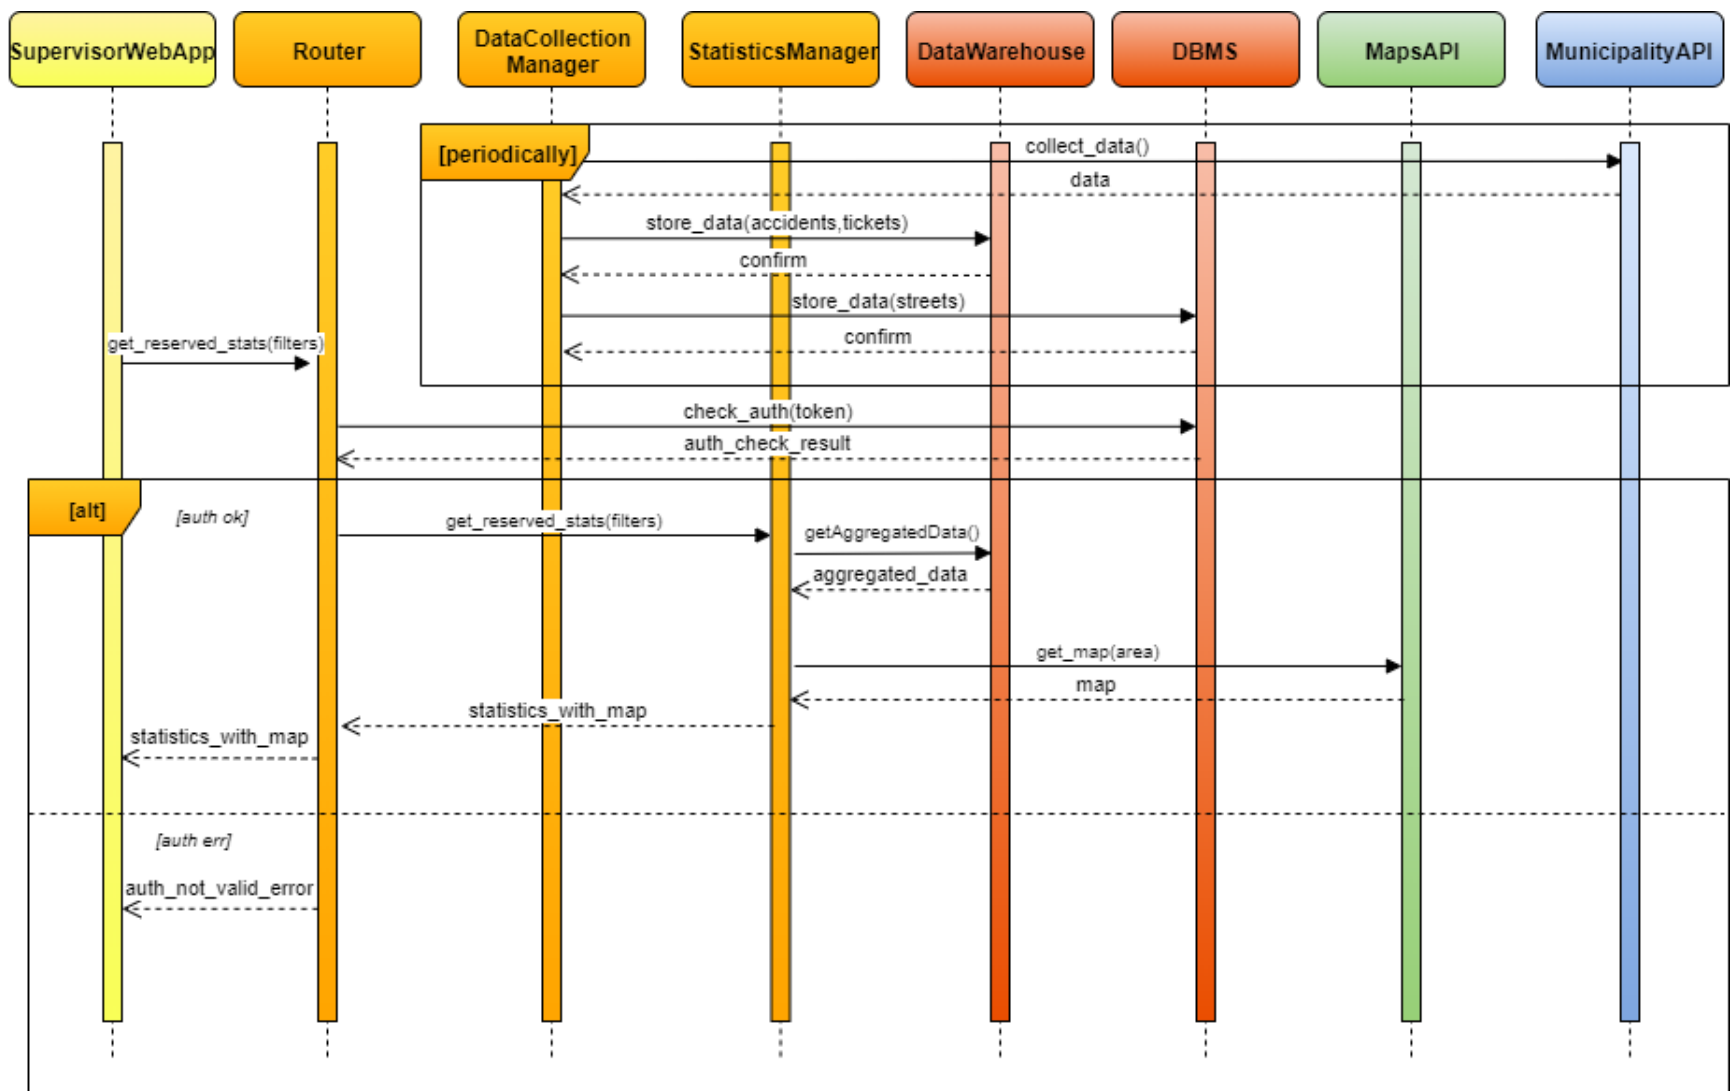 SupervisorWebApp
Router
DataCollection
Manager
StatisticsManager
DataWarehouse
DBMS
MapsAPI
MunicipalityAPI
[periodically]
collect_data()
data
store_data(accidents,tickets)
confirm
store_data(streets)
confirm
get_reserved_stats(filters)
check_auth(token)
auth_check_result
[alt]
[auth ok]
get_reserved_stats(filters)
getAggregatedData()
aggregated_data
get_map(area)
map
statistics_with_map
statistics_with_map
[auth err]
auth_not_valid_error